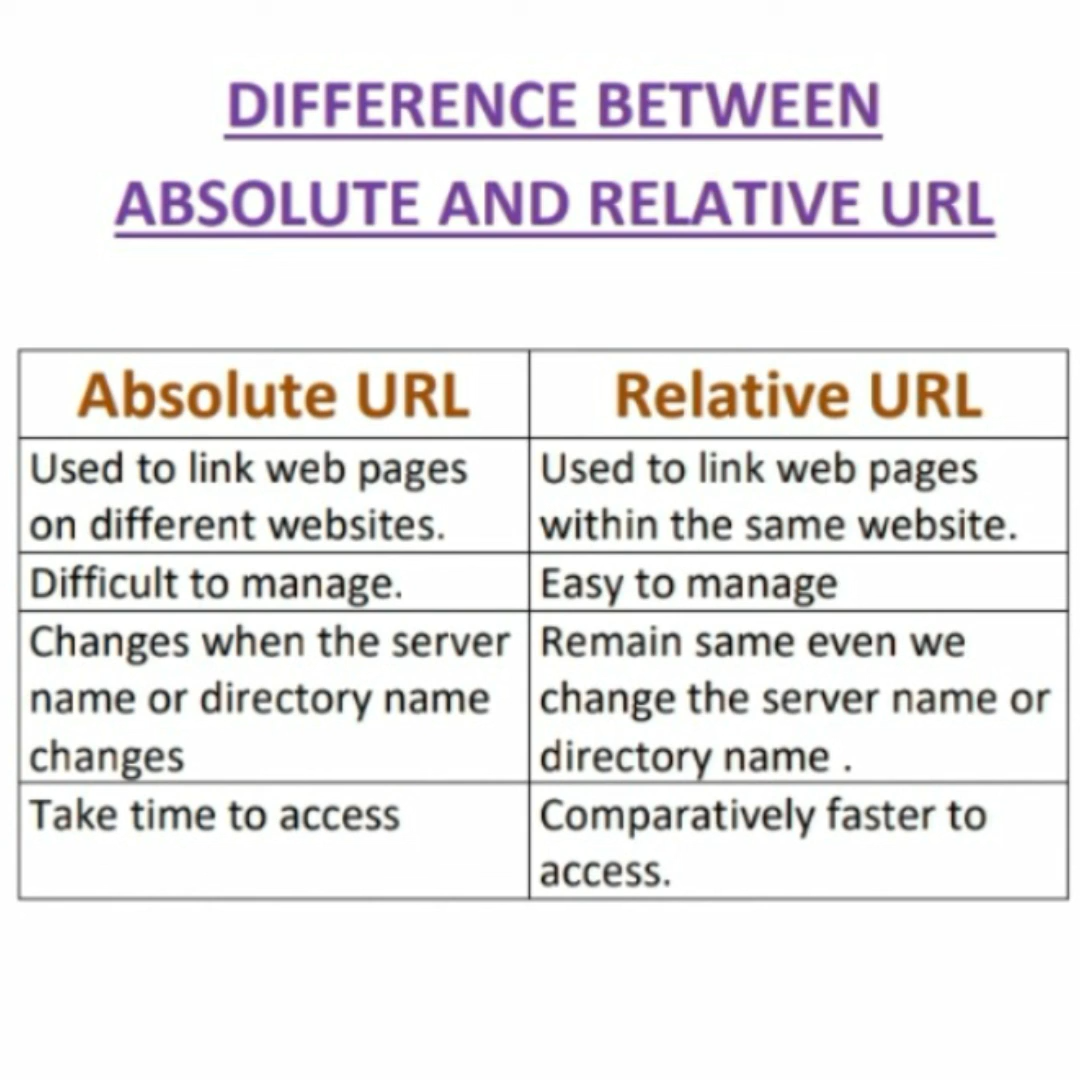 DIFFERENCE BETWEEN
ABSOLUTE AND RELATIVE URL
Absolute URL
Relative URL
Used to link web pages
on different websites.
Used to link web pages
within the same website.
Difficult to manage.
Easy to manage
Changes when the server
name or directory name
changes
Remain same even we
change the server name or
directory name .
Take time to access
Comparatively faster to
access.